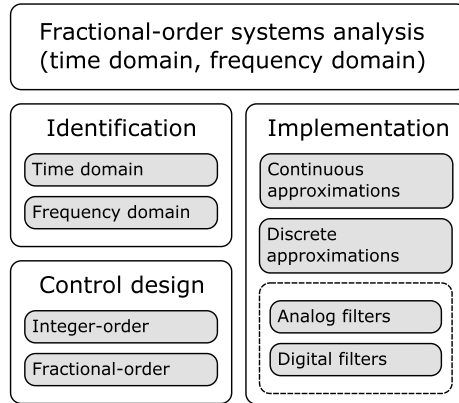 Fractional-order systems analysis
(time domain, frequency domain)
Identification
Time domain
Frequency domain
Control design
Integer-order
Fractional-order
Implementation
Continuous
approximations
Discrete
approximations
Analog filters
Digital filters